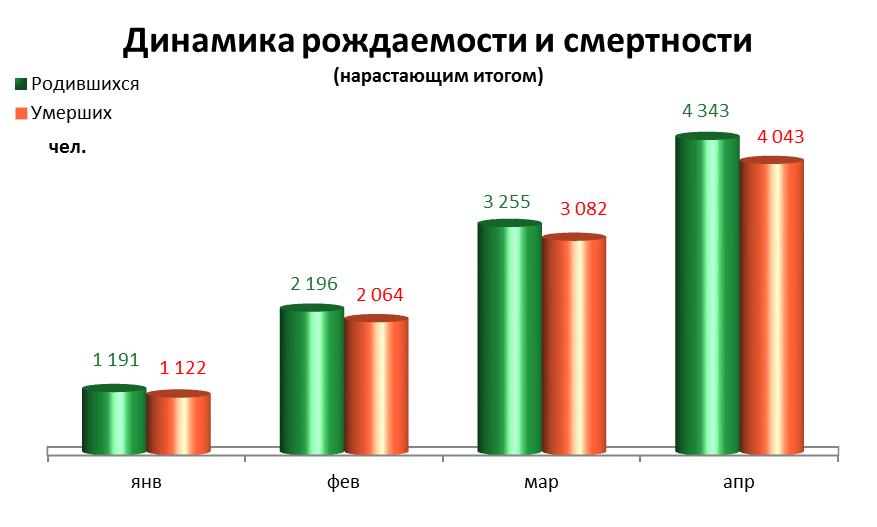 Динамика рождаемости и смертности
(нарастающим итогом)
Родившихся
Умерших
чел.
4 343
4 043
3 255
3 082
2 196
2 064
1 191
1 122
янв
фев
мар
апр